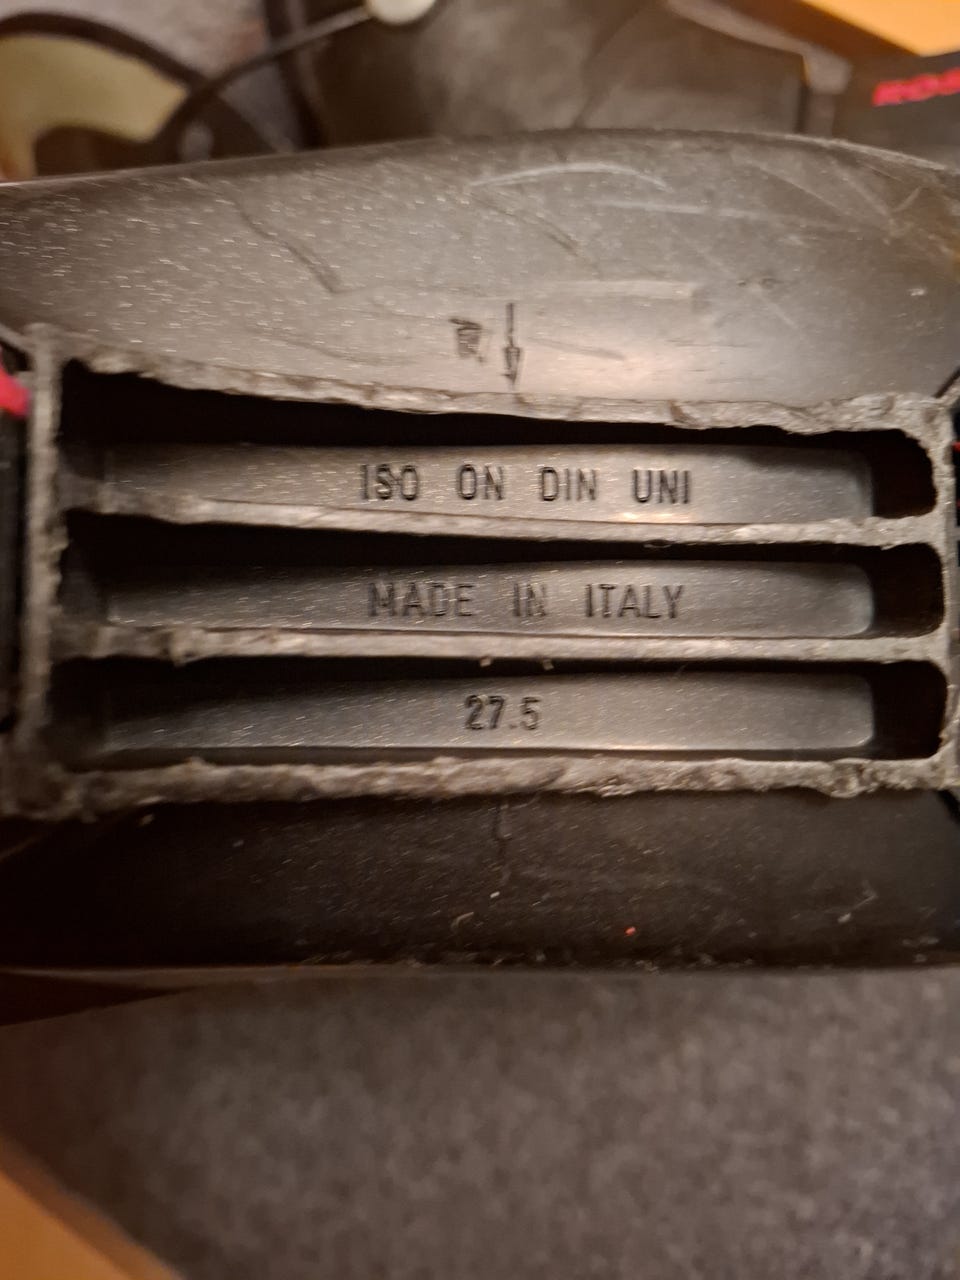 ISO ON DIN UNI
MADE IN ITALY
27.5